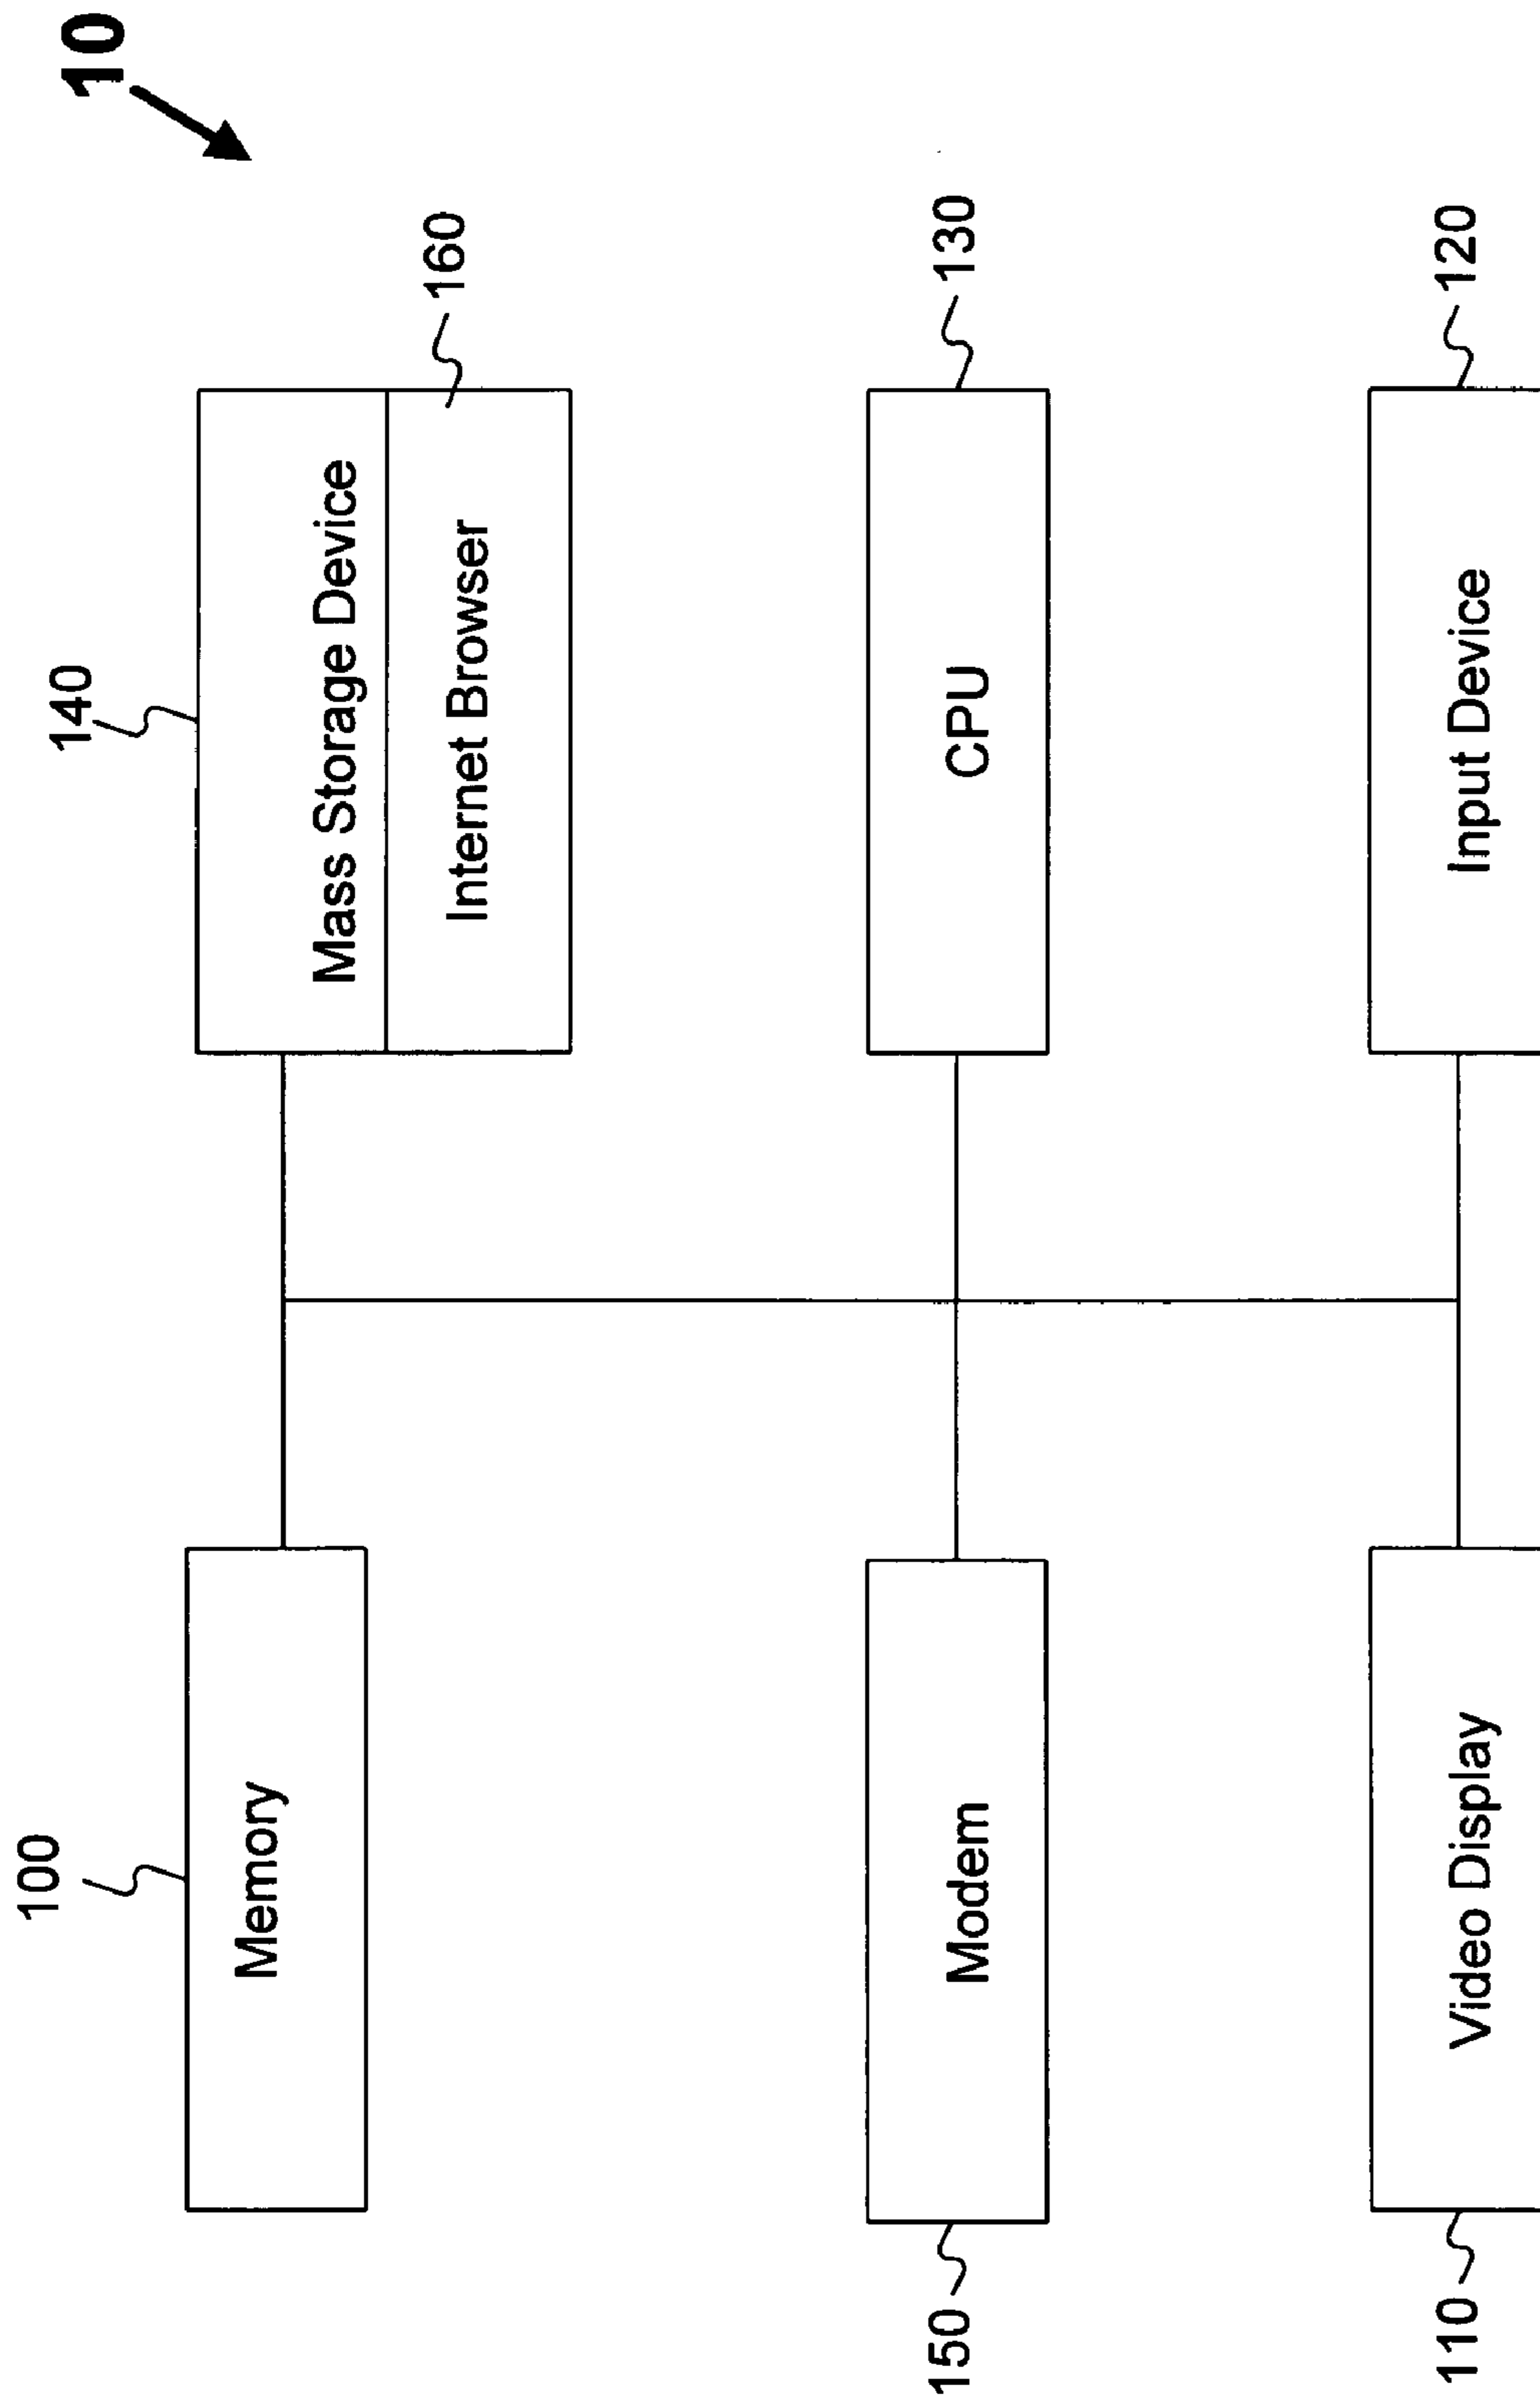 10
100
140
Memory
Mass Storage Device
Internet Browser
160
150
Modem
CPU
130
110
Video Display
Input Device
120